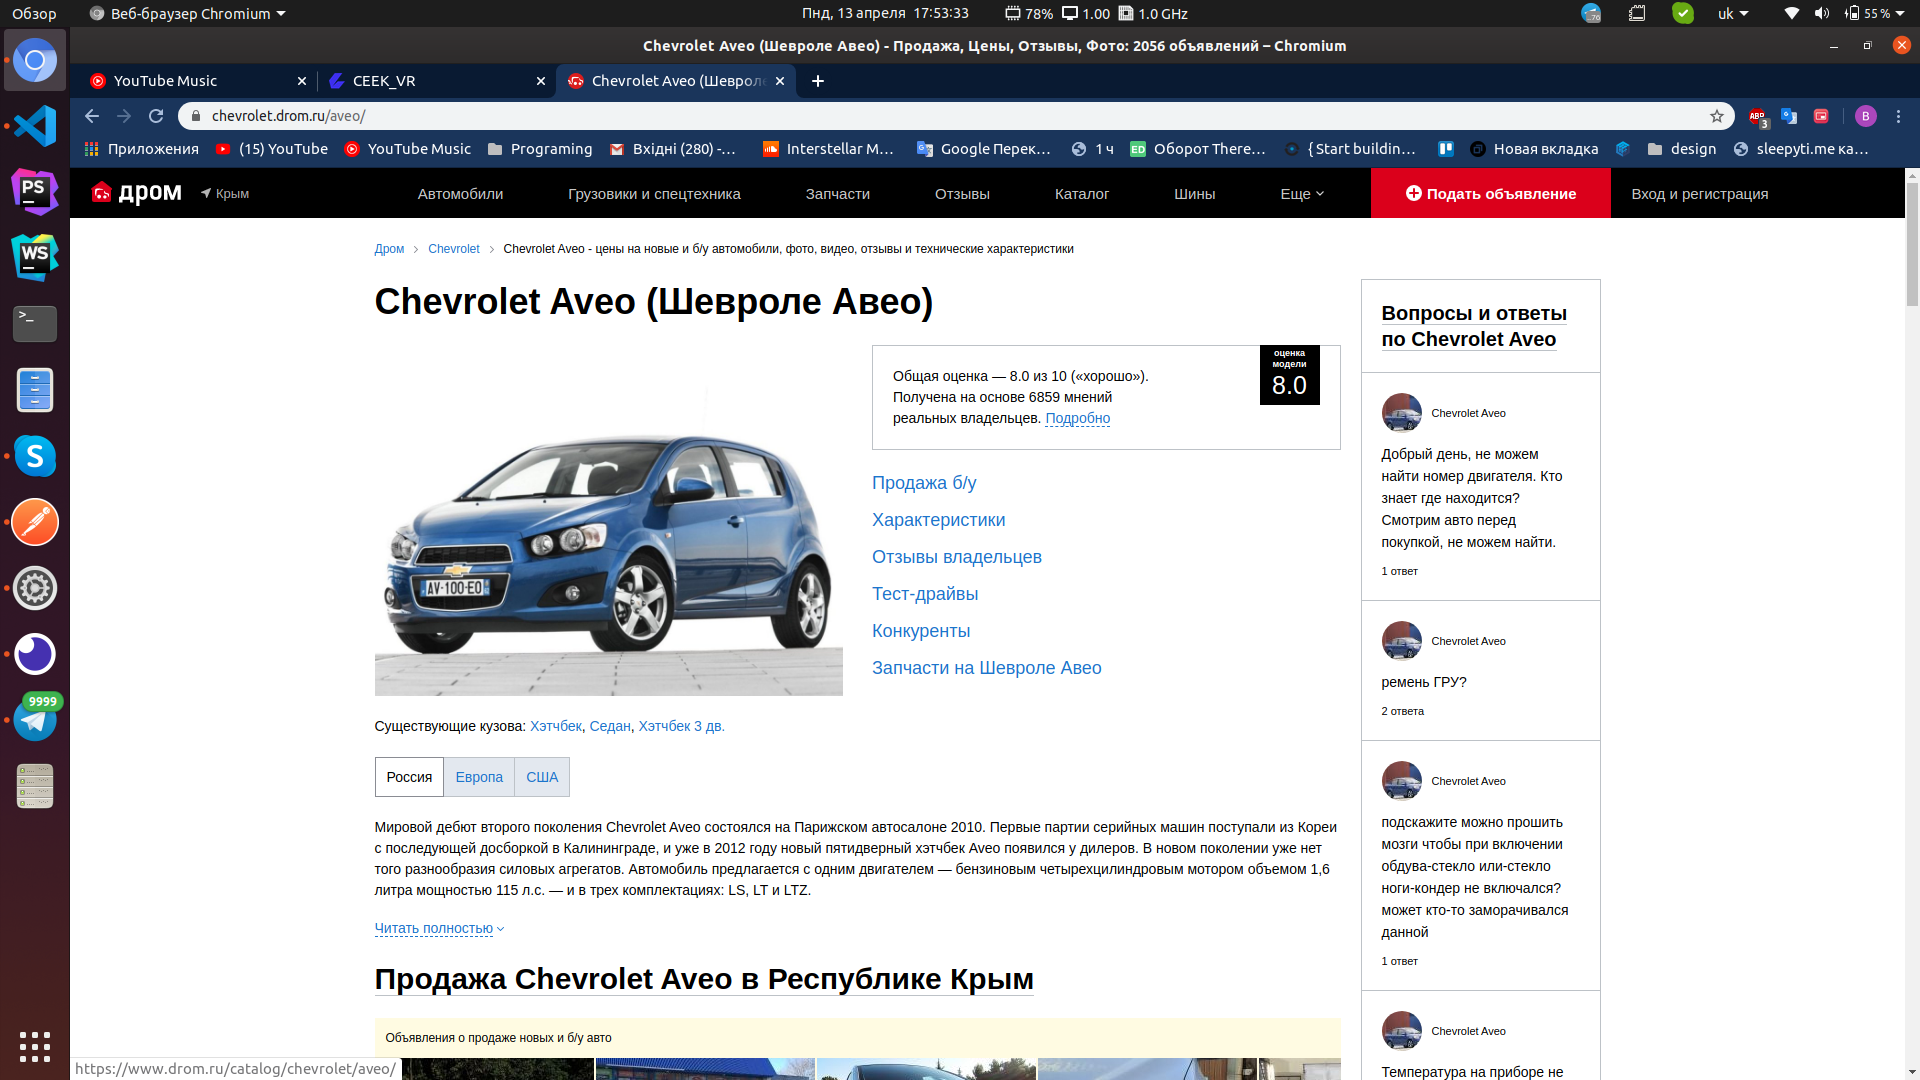 Обзор
Веб-браузер Chromium
Пнд, 13 апреля 17:53:33
78% 1.00 1.0 GHz
uk
55 %
Chevrolet Aveo (Шевроле Авео) - Продажа, Цены, Отзывы, Фото: 2056 объявлений – Chromium
YouTube Music
CEEK_VR
Chevrolet Aveo (Шевроле
chevrolet.drom.ru/aveo/
ABP 3
B
Приложения
(15) YouTube
YouTube Music
Programing
Вхідні (280) -…
Interstellar M…
Google Перек…
1 ч
ED Оборот There…
{ Start buildin…
Новая вкладка
design
sleepyti.me ка…
PS
WS
>_
S
9999
дром
Крым
Автомобили
Грузовики и спецтехника
Запчасти
Отзывы
Каталог
Шины
Еще
Подать объявление
Вход и регистрация
Дром > Chevrolet > Chevrolet Aveo - цены на новые и б/у автомобили, фото, видео, отзывы и технические характеристики
Chevrolet Aveo (Шевроле Авео)
AV-100-EO
Общая оценка — 8.0 из 10 («хорошо»).
Получена на основе 6859 мнений
реальных владельцев. Подробно
оценка
модели
8.0
Продажа б/у
Характеристики
Отзывы владельцев
Тест-драйвы
Конкуренты
Запчасти на Шевроле Авео
Существующие кузова: Хэтчбек, Седан, Хэтчбек 3 дв.
Россия
Европа
США
Мировой дебют второго поколения Chevrolet Aveo состоялся на Парижском автосалоне 2010. Первые партии серийных машин поступали из Кореи
с последующей досборкой в Калининграде, и уже в 2012 году новый пятидверный хэтчбек Aveo появился у дилеров. В новом поколении уже нет
того разнообразия силовых агрегатов. Автомобиль предлагается с одним двигателем — бензиновым четырехцилиндровым мотором объемом 1,6
литра мощностью 115 л.с. — и в трех комплектациях: LS, LT и LTZ.
Читать полностью
Продажа Chevrolet Aveo в Республике Крым
Объявления о продаже новых и б/у авто
Вопросы и ответы
по Chevrolet Aveo
Chevrolet Aveo
Добрый день, не можем
найти номер двигателя. Кто
знает где находится?
Смотрим авто перед
покупкой, не можем найти.
1 ответ
Chevrolet Aveo
ремень ГРУ?
2 ответа
Chevrolet Aveo
подскажите можно прошить
мозги чтобы при включении
обдува-стекло или-стекло
ноги-кондер не включался?
может кто-то заморачивался
данной
1 ответ
Chevrolet Aveo
Температура на приборе не
https://www.drom.ru/catalog/chevrolet/aveo/